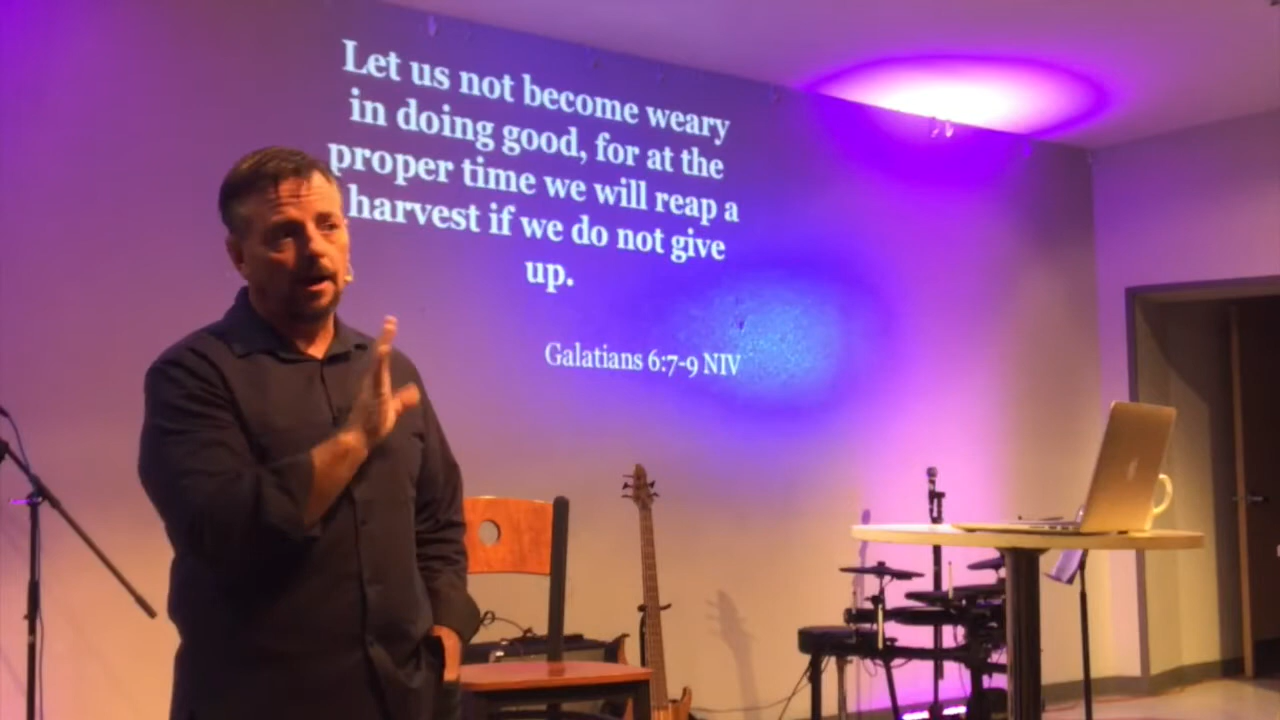 Let us not become weary
in doing good, for at the
proper time we will reap a
harvest if we do not give
up.
Galatians 6:7-9 NIV